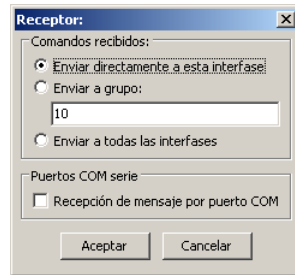 Receptor:
Comandos recibidos:
Enviar directamente a esta interfase
Enviar a grupo:
10
Enviar a todas las interfases
Puertos COM serie
Recepción de mensaje por puerto COM
Aceptar
Cancelar